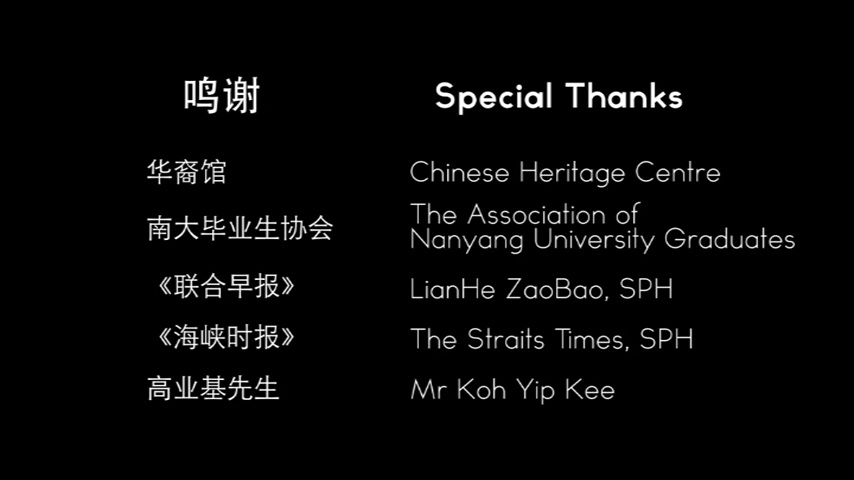 鸣谢 Special Thanks
华裔馆 Chinese Heritage Centre
南大毕业生协会 The Association of
Nanyang University Graduates
《联合早报》 LianHe ZaoBao, SPH
《海峡时报》 The Straits Times, SPH
高业基先生 Mr Koh Yip Kee